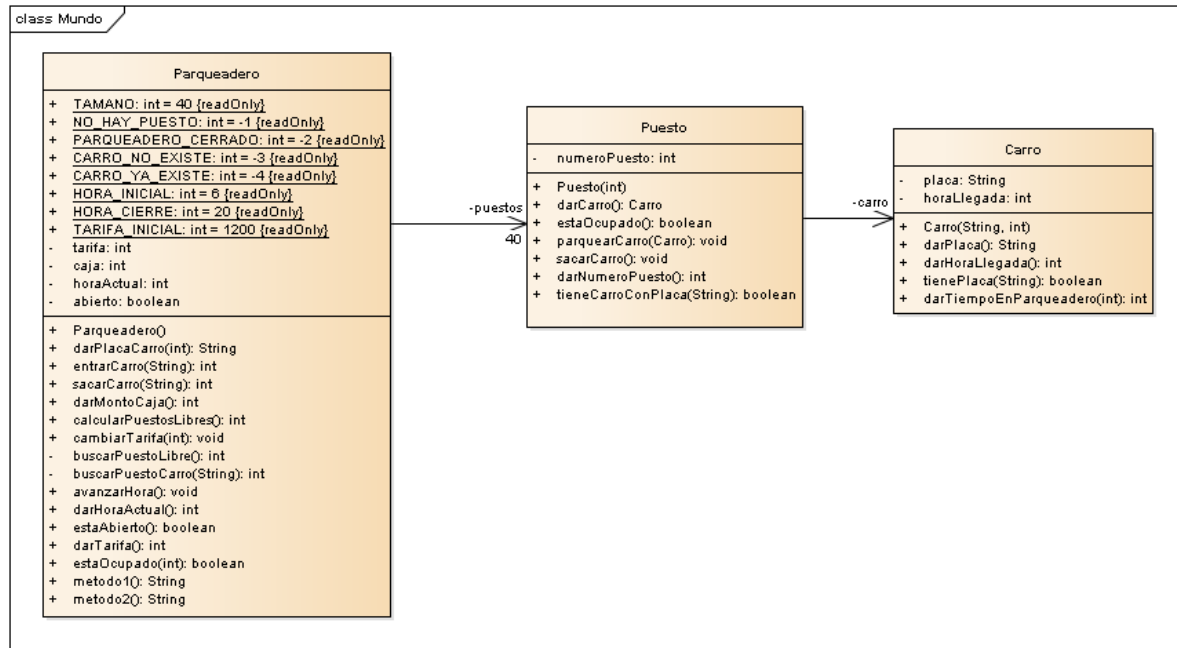 class Mundo
Parqueadero
+ TAMANO: int = 40 {readOnly}
+ NO_HAY_PUESTO: int = -1 {readOnly}
+ PARQUEADERO_CERRADO: int = -2 {readOnly}
+ CARRO_NO_EXISTE: int = -3 {readOnly}
+ CARRO_YA_EXISTE: int = -4 {readOnly}
+ HORA_INICIAL: int = 6 {readOnly}
+ HORA_CIERRE: int = 20 {readOnly}
+ TARIFA_INICIAL: int = 1200 {readOnly}
- tarifa: int
- caja: int
- horaActual: int
- abierto: boolean
+ Parqueadero()
+ darPlacaCarro(int): String
+ entrarCarro(String): int
+ sacarCarro(String): int
+ darMontoCaja(): int
+ calcularPuestosLibres(): int
+ cambiarTarifa(int): void
- buscarPuestoLibre(): int
- buscarPuestoCarro(String): int
+ avanzarHora(): void
+ darHoraActual(): int
+ estaAbierto(): boolean
+ darTarifa(): int
+ estaOcupado(int): boolean
+ metodo1(): String
+ metodo2(): String
-puestos
40
Puesto
- numeroPuesto: int
+ Puesto(int)
+ darCarro(): Carro
+ estaOcupado(): boolean
+ parquearCarro(Carro): void
+ sacarCarro(): void
+ darNumeroPuesto(): int
+ tieneCarroConPlaca(String): boolean
-carro
Carro
- placa: String
- horaLlegada: int
+ Carro(String, int)
+ darPlaca(): String
+ darHoraLlegada(): int
+ tienePlaca(String): boolean
+ darTiempoEnParqueadero(int): int